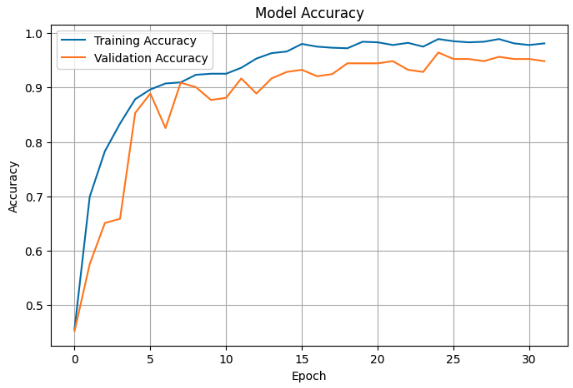 Model Accuracy
Training Accuracy
Validation Accuracy
Accuracy
1.0
0.9
0.8
0.7
0.6
0.5
0 5 10 15 20 25 30
Epoch